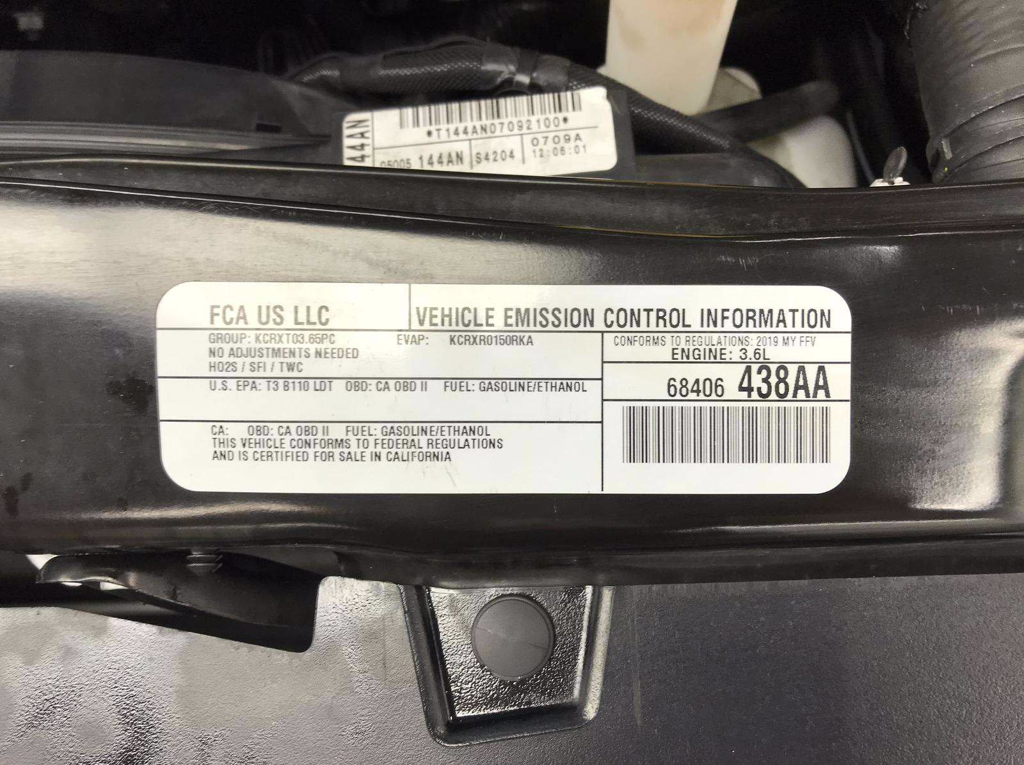 44AN
*T144AN07092100*
05005 144AN S4204 0709A 12:06:01
FCA US LLC VEHICLE EMISSION CONTROL INFORMATION
GROUP: KCRXT03.65PC EVAP: KCRXR0150RKA
NO ADJUSTMENTS NEEDED
HO2S / SFI / TWC
CONFORMS TO REGULATIONS: 2019 MY FFV
ENGINE: 3.6L
68406 438AA
U.S. EPA: T3 B110 LDT OBD: CA OBD II FUEL: GASOLINE/ETHANOL
CA: OBD: CA OBD II FUEL: GASOLINE/ETHANOL
THIS VEHICLE CONFORMS TO FEDERAL REGULATIONS
AND IS CERTIFIED FOR SALE IN CALIFORNIA